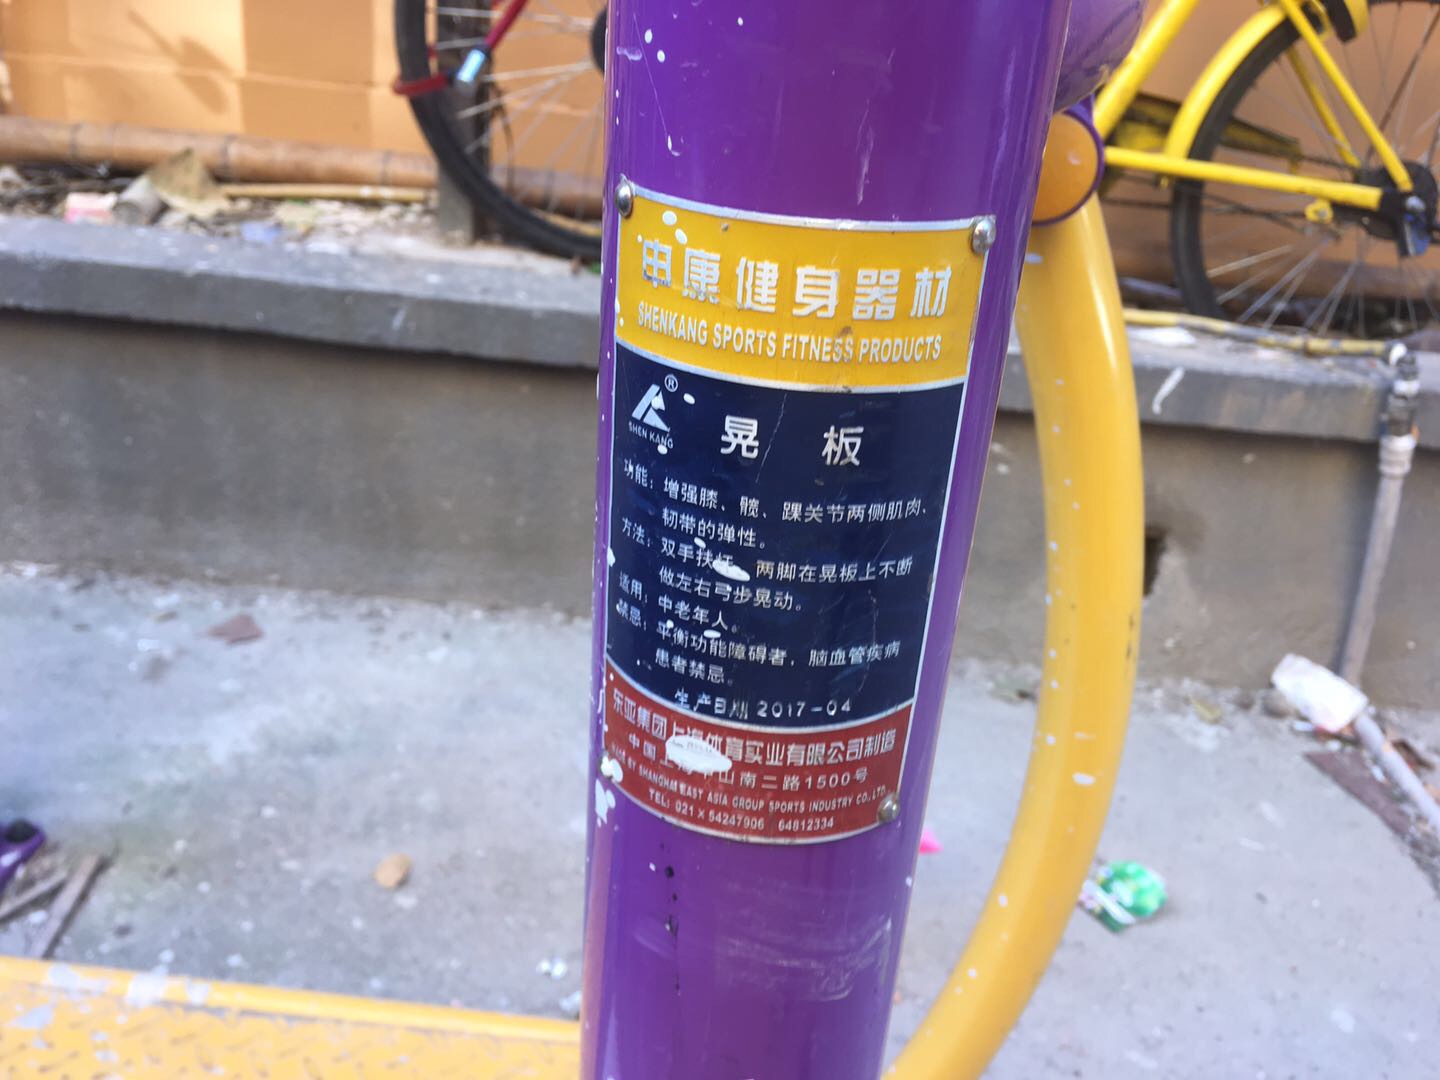 申康健身器材
SHENKANG SPORTS FITNESS PRODUCTS
®
SHEN KANG
晃 板
功能：增强膝、髋、踝关节两侧肌肉、
韧带的弹性。
方法：双手扶 两脚在晃板上不断
做左右弓步晃动。
适用：中老年人。
禁忌：平衡功能障碍者，脑血管疾病
患者禁忌。
生产日期 2017-04
东亚集团上海体育实业有限公司制造
中国上海中山南二路1500号
MADE BY SHANGHAI EAST ASIA GROUP SPORTS INDUSTRY CO.,LTD.
TEL: 021×54247906 64812334